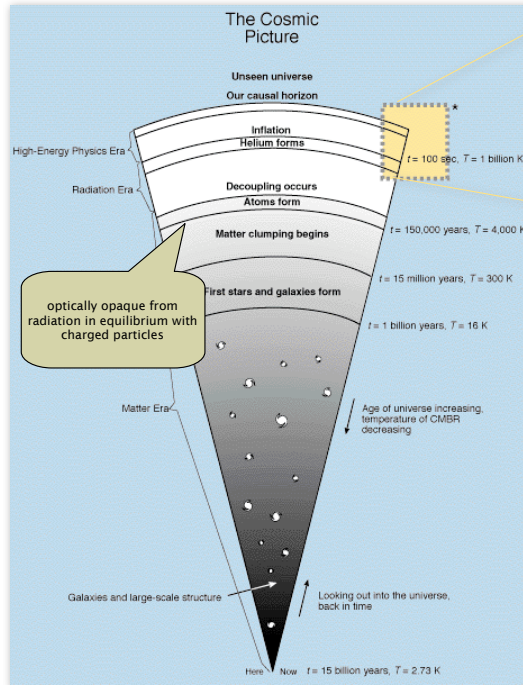 The Cosmic
Picture
Unseen universe
Our causal horizon
*
Inflation
High-Energy Physics Era
Helium forms
t = 100 sec, T = 1 billion K
Radiation Era
Decoupling occurs
Atoms form
t = 150,000 years, T = 4,000 K
Matter clumping begins
t = 15 million years, T = 300 K
optically opaque from
radiation in equilibrium with
charged particles
First stars and galaxies form
t = 1 billion years, T = 16 K
Matter Era
Age of universe increasing,
temperature of CMBR
decreasing
Galaxies and large-scale structure
Looking out into the universe,
back in time
Here Now t = 15 billion years, T = 2.73 K